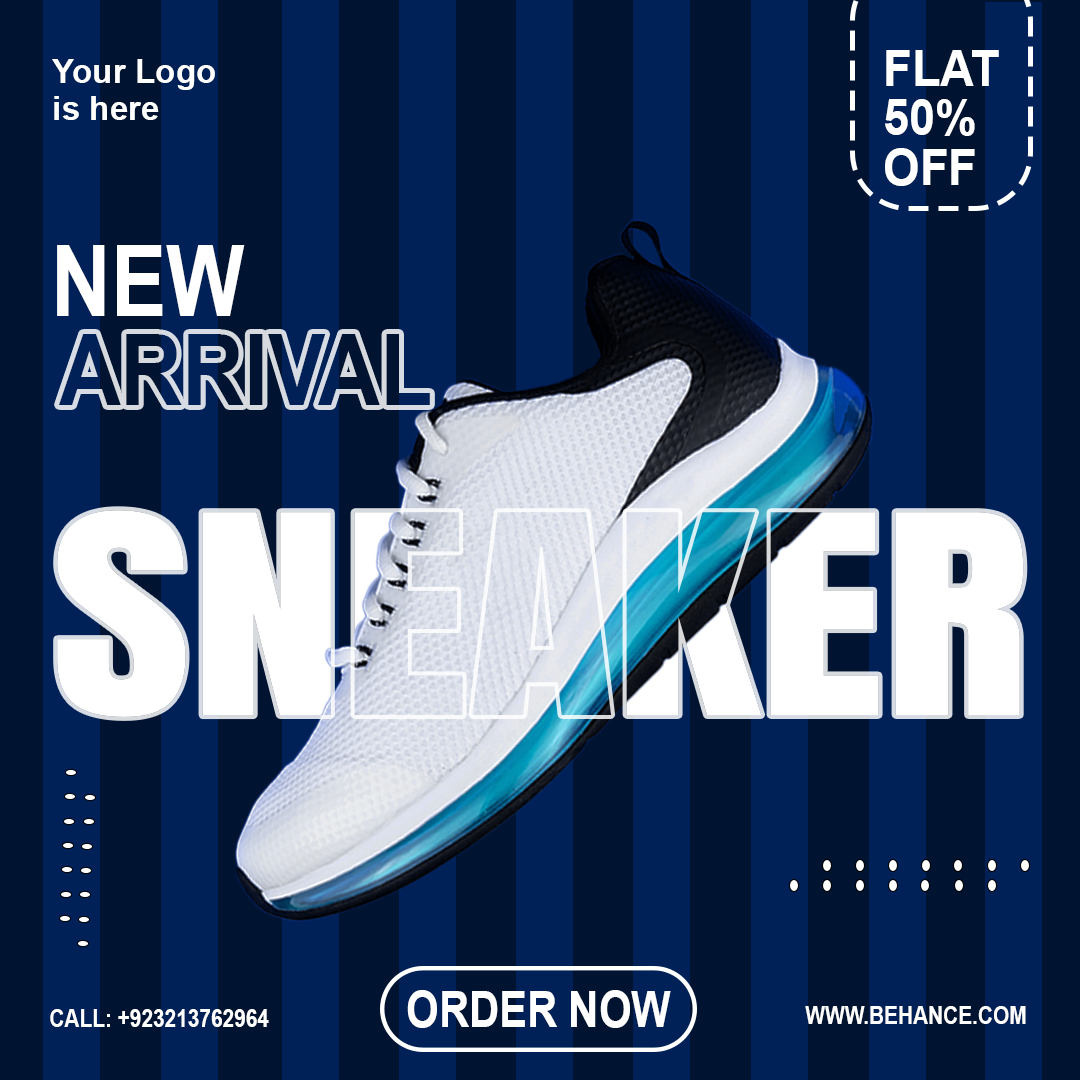 Your Logo
is here
FLAT
50%
OFF
NEW
ARRIVAL
SNEAKER
CALL: +923213762964
ORDER NOW
WWW.BEHANCE.COM